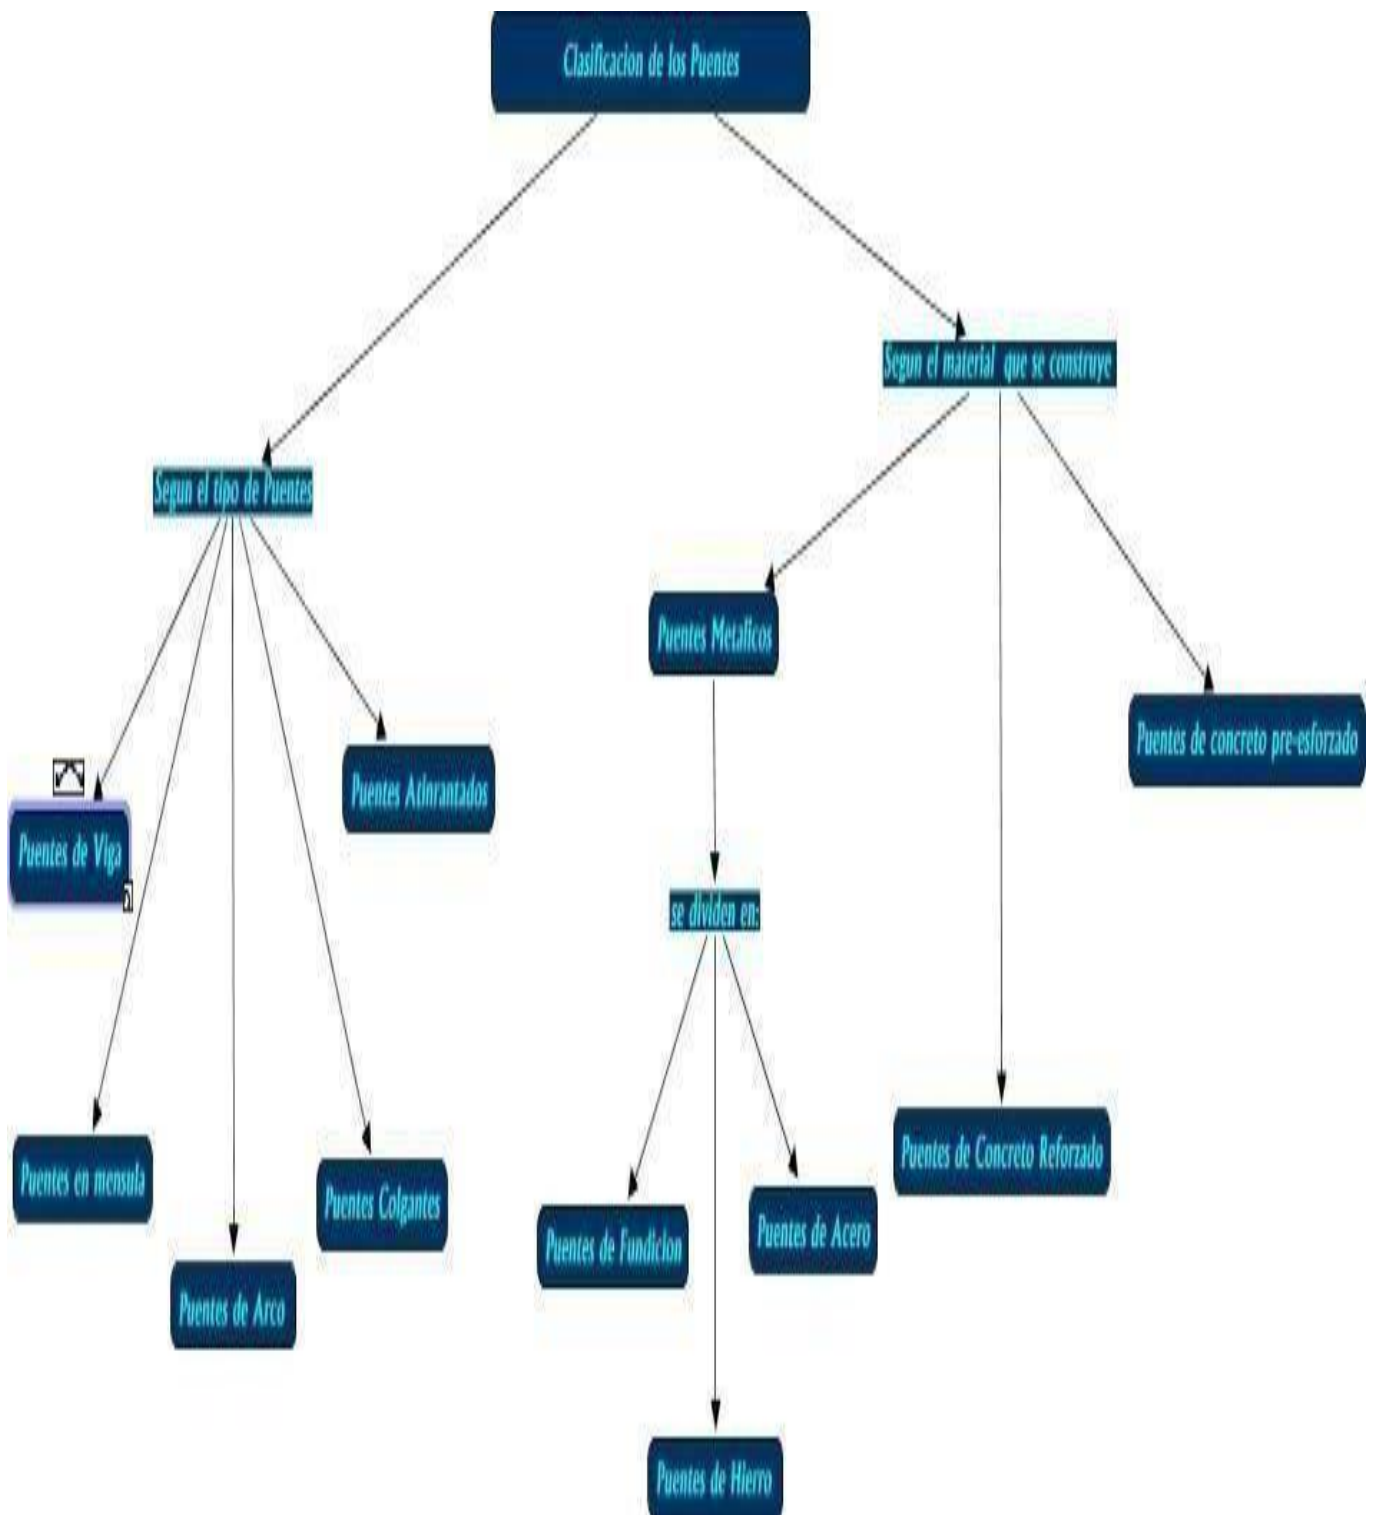 Clasificacion de los Puentes
Segun el material que se construye
Segun el tipo de Puentes
Puentes Metalicos
Puentes de concreto pre-esforzado
Puentes Atinrantados
Puentes de Viga
se dividen en:
Puentes de Concreto Reforzado
Puentes en mensula
Puentes Colgantes
Puentes de Acero
Puentes de Fundicion
Puentes de Arco
Puentes de Hierro